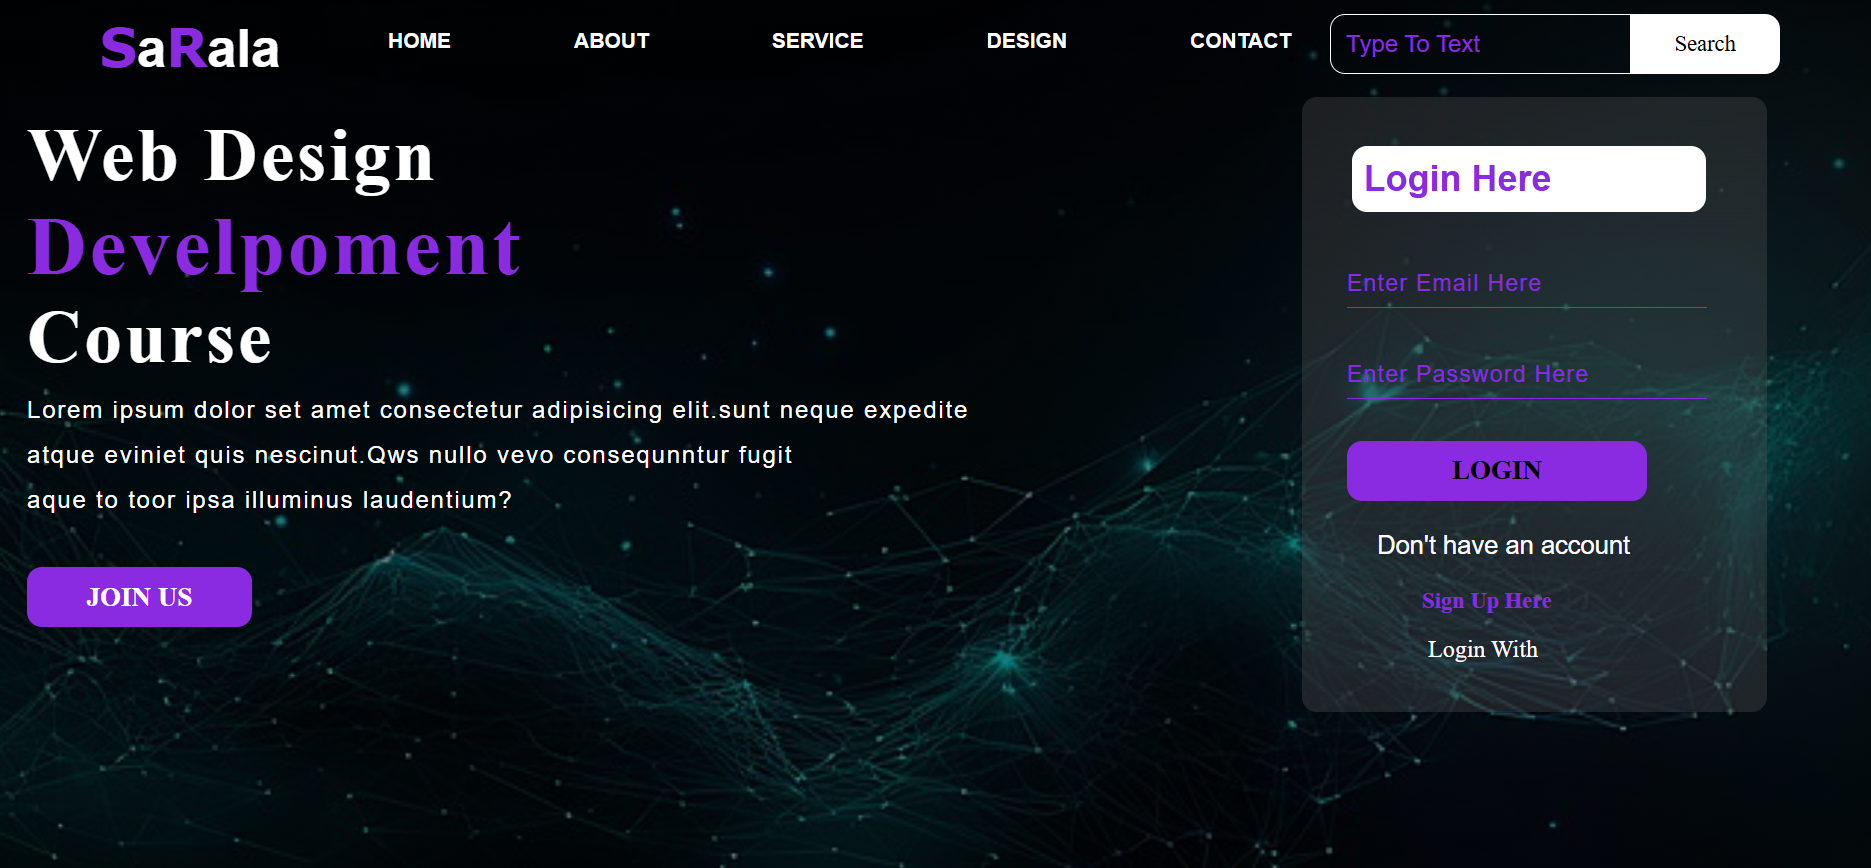 SaRala
HOME
ABOUT
SERVICE
DESIGN
CONTACT
Type To Text
Search
Web Design
Develpoment
Course
Lorem ipsum dolor set amet consectetur adipisicing elit.sunt neque expedite
atque eviniet quis nescinut.Qws nullo vevo consequnntur fugit
aque to toor ipsa illuminus laudentium?
JOIN US
Login Here
Enter Email Here
Enter Password Here
LOGIN
Don't have an account
Sign Up Here
Login With